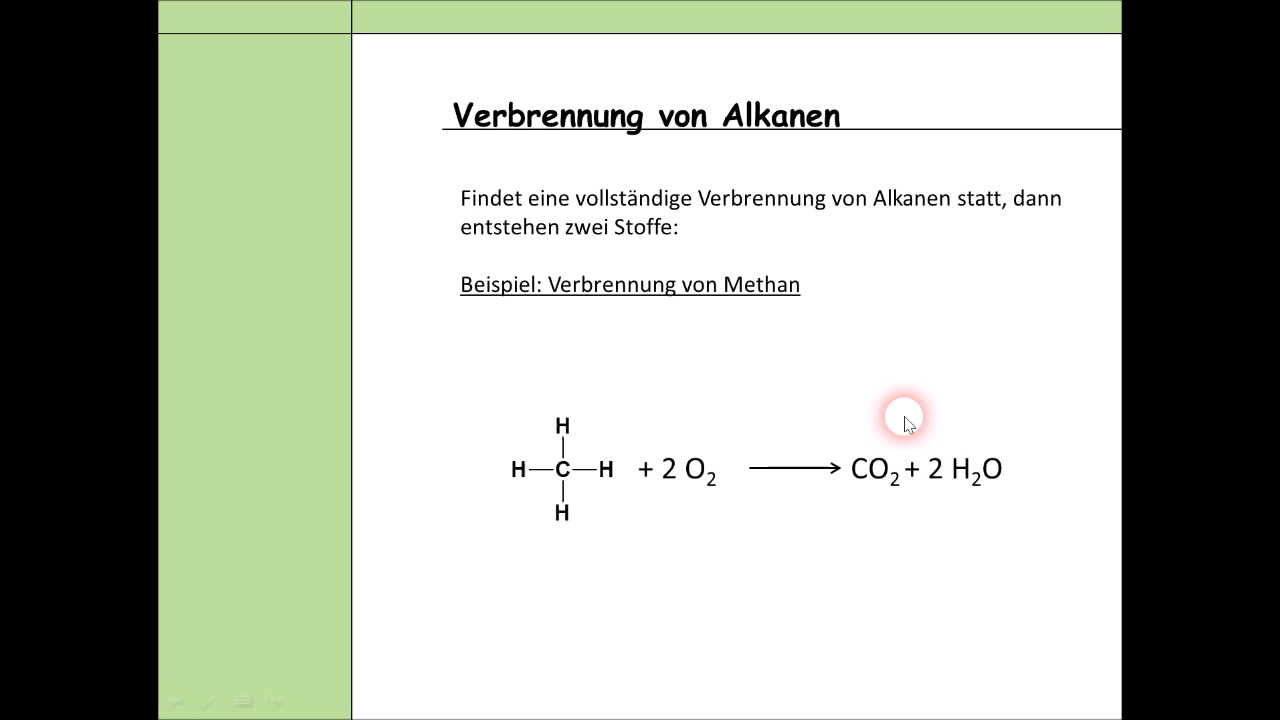 Verbrennung von Alkanen
Findet eine vollständige Verbrennung von Alkanen statt, dann
entstehen zwei Stoffe:
Beispiel: Verbrennung von Methan
H
H—C—H + 2 O₂ ⟶ CO₂ + 2 H₂O
H